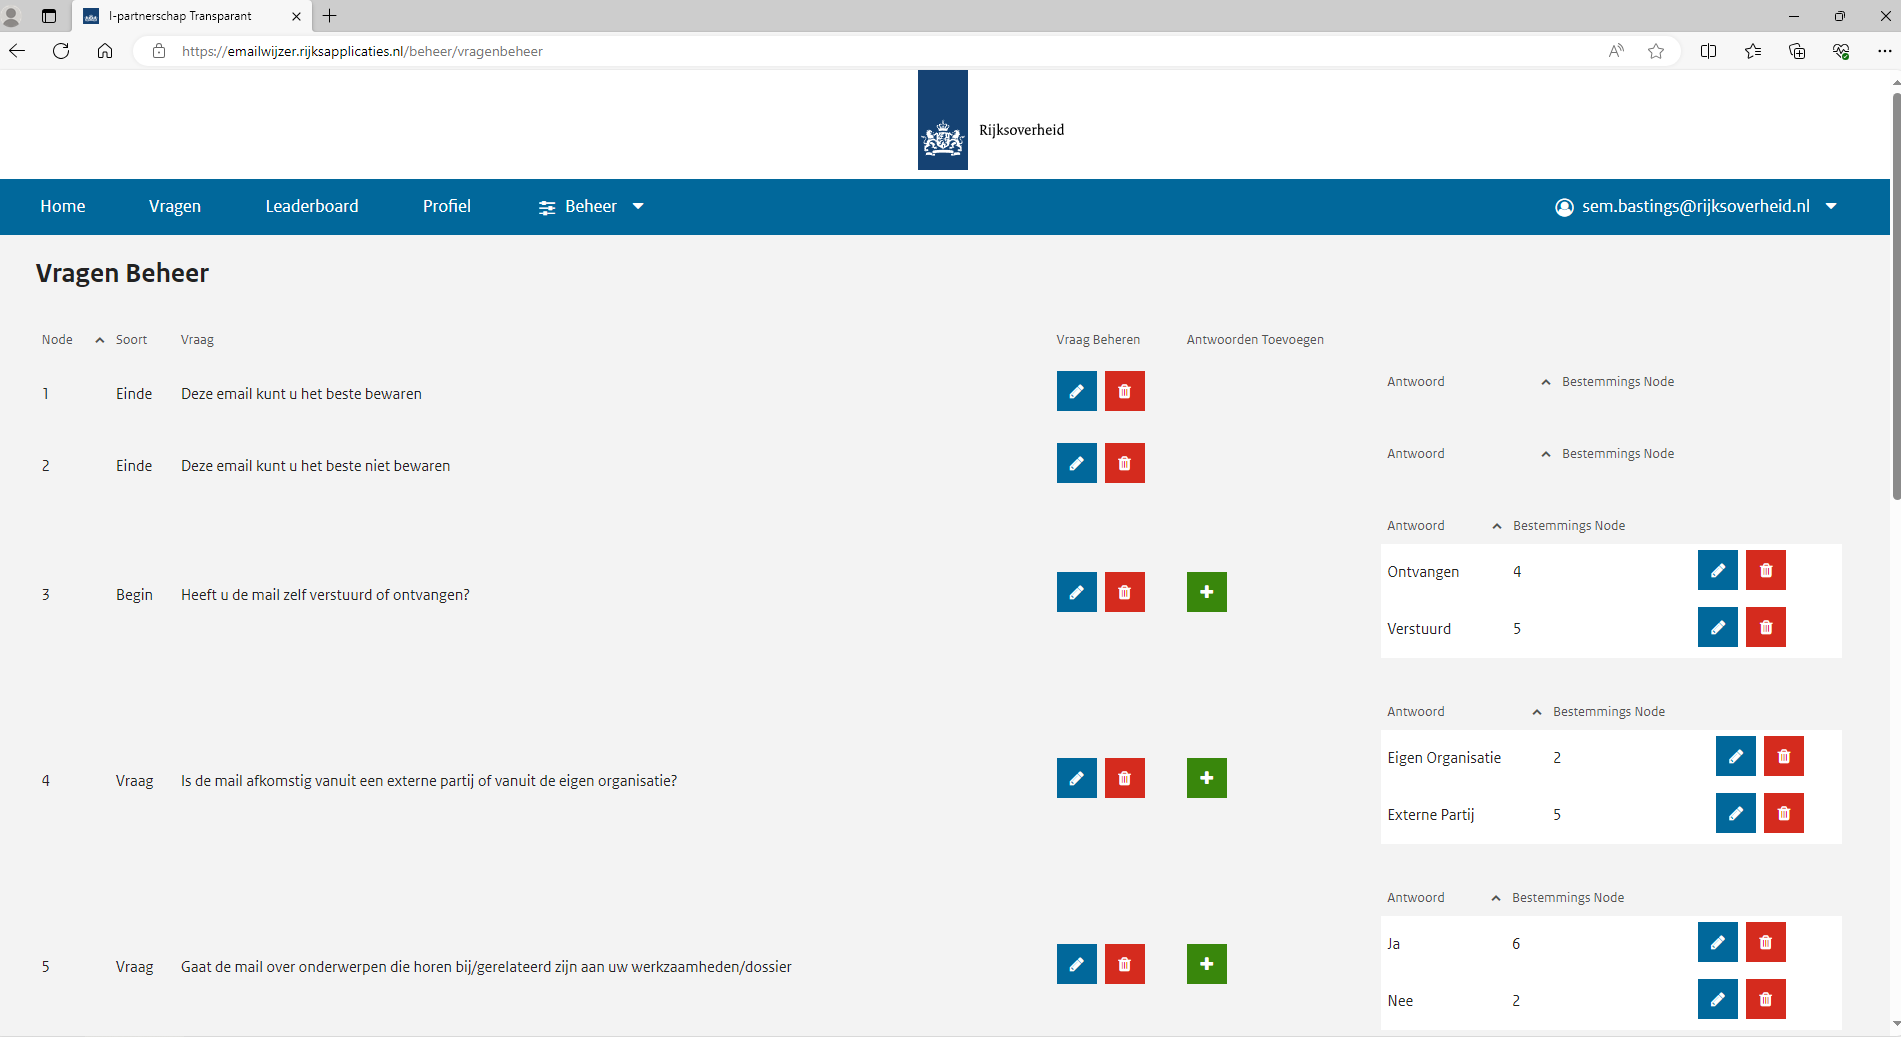 I-partnerschap Transparant
https://emailwijzer.rijksapplicaties.nl/beheer/vragenbeheer
Rijksoverheid
Home Vragen Leaderboard Profiel Beheer sem.bastings@rijksoverheid.nl
Vragen Beheer
Node Soort Vraag Vraag Beheren Antwoorden Toevoegen
1 Einde Deze email kunt u het beste bewaren
Antwoord Bestemmings Node
2 Einde Deze email kunt u het beste niet bewaren
Antwoord Bestemmings Node
3 Begin Heeft u de mail zelf verstuurd of ontvangen?
Antwoord Bestemmings Node
Ontvangen 4
Verstuurd 5
4 Vraag Is de mail afkomstig vanuit een externe partij of vanuit de eigen organisatie?
Antwoord Bestemmings Node
Eigen Organisatie 2
Externe Partij 5
5 Vraag Gaat de mail over onderwerpen die horen bij/gerelateerd zijn aan uw werkzaamheden/dossier
Antwoord Bestemmings Node
Ja 6
Nee 2